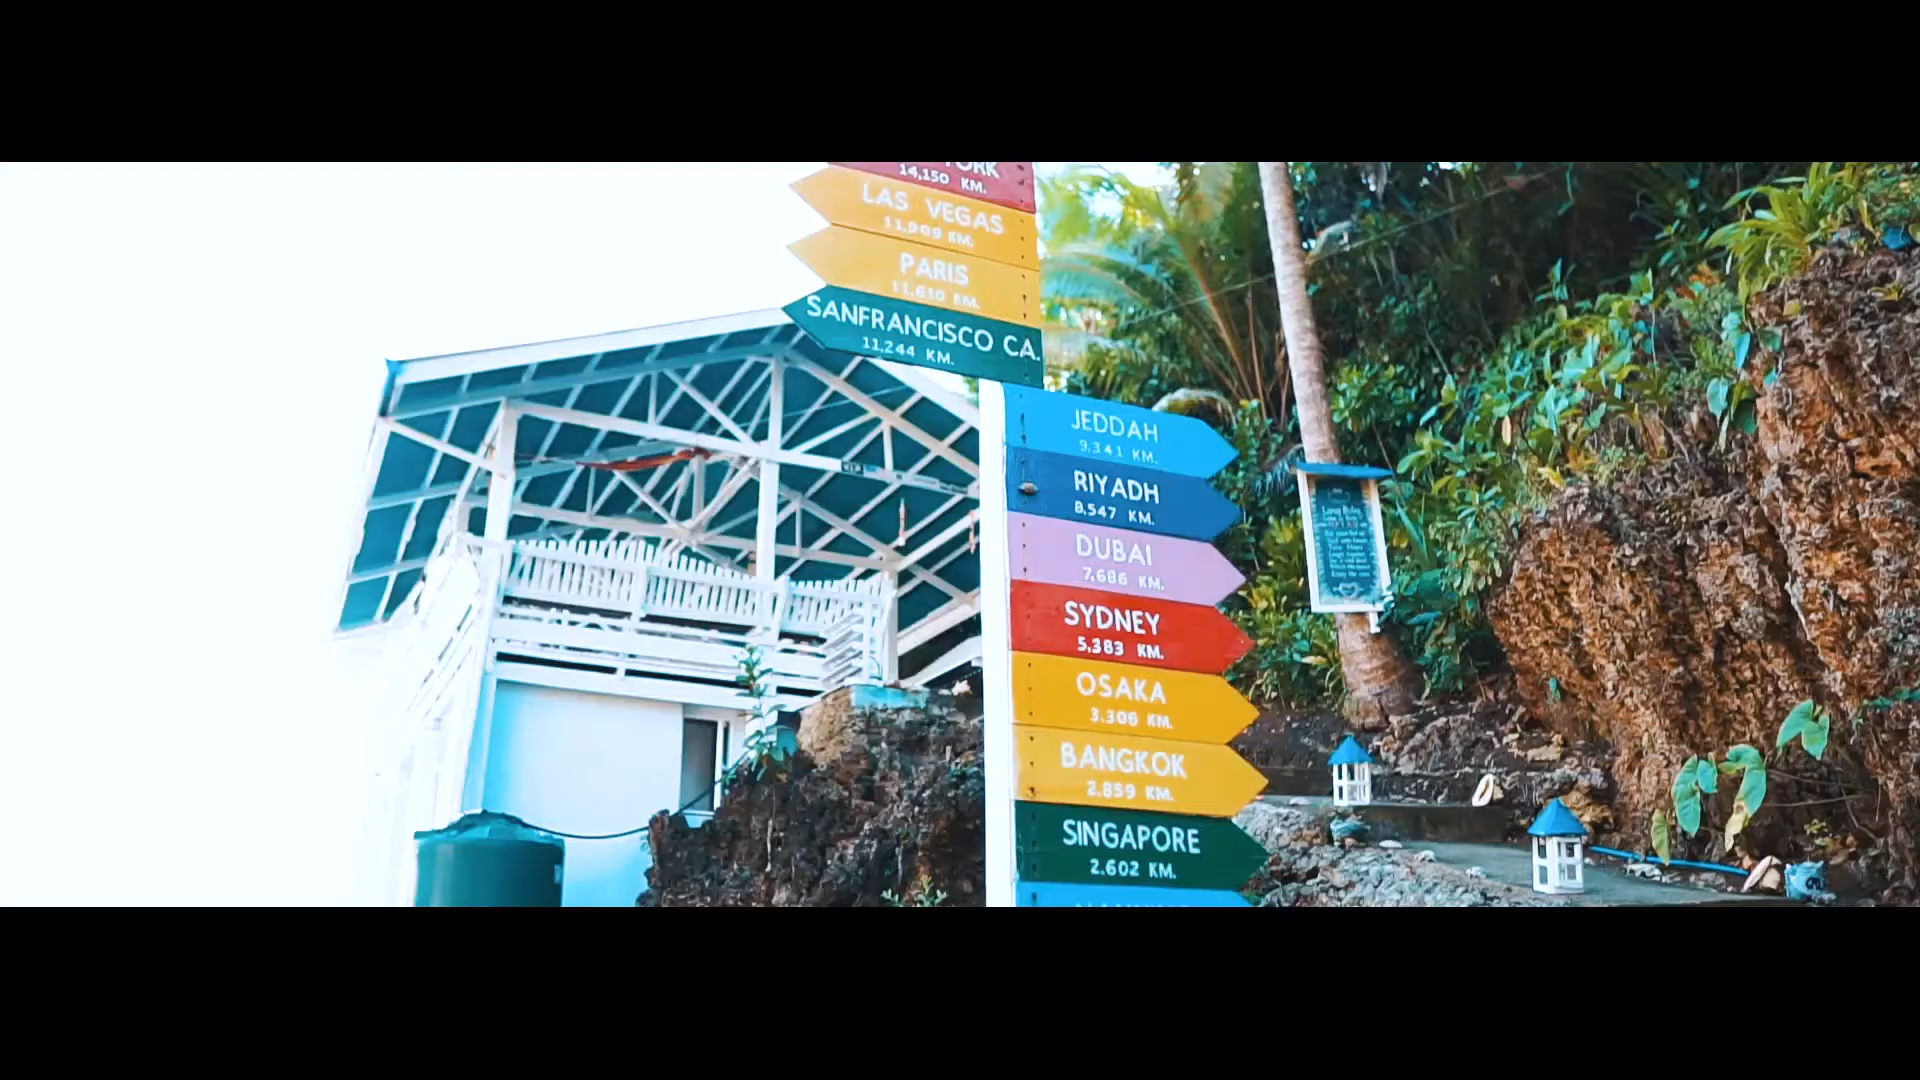 14,150 KM.
LAS VEGAS
11,909 KM.
PARIS
11,610 KM.
SANFRANCISCO CA.
11,244 KM.
JEDDAH
9,341 KM.
RIYADH
8,547 KM.
DUBAI
7,686 KM.
SYDNEY
5,383 KM.
OSAKA
3,306 KM.
BANGKOK
2,859 KM.
SINGAPORE
2,602 KM.